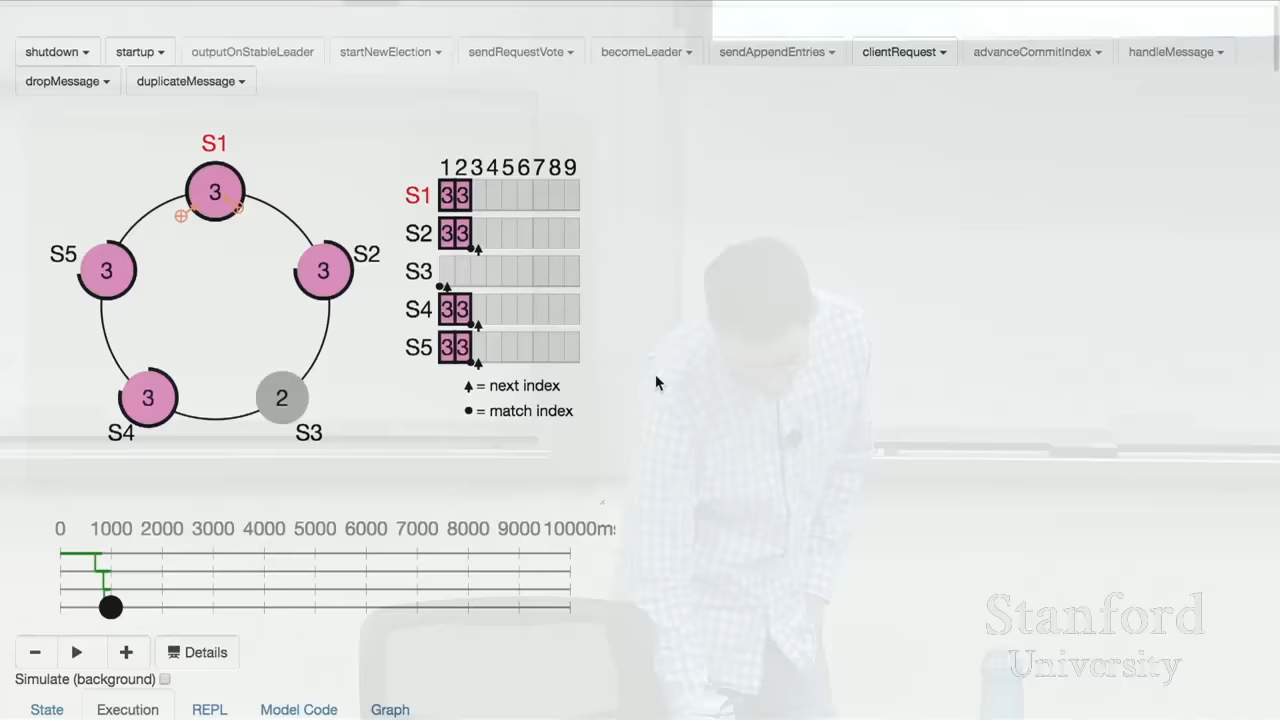 shutdown startup outputOnStableLeader startNewElection sendRequestVote becomeLeader sendAppendEntries clientRequest advanceCommitIndex handleMessage
dropMessage duplicateMessage
S1
3
S5
3
S2
3
S4
3
S3
2
1 2 3 4 5 6 7 8 9
S1 3 3
S2 3 3
S3
S4 3 3
S5 3 3
= next index
= match index
0 1000 2000 3000 4000 5000 6000 7000 8000 9000 10000ms
− + Details
Simulate (background)
State Execution REPL Model Code Graph
Stanford
University